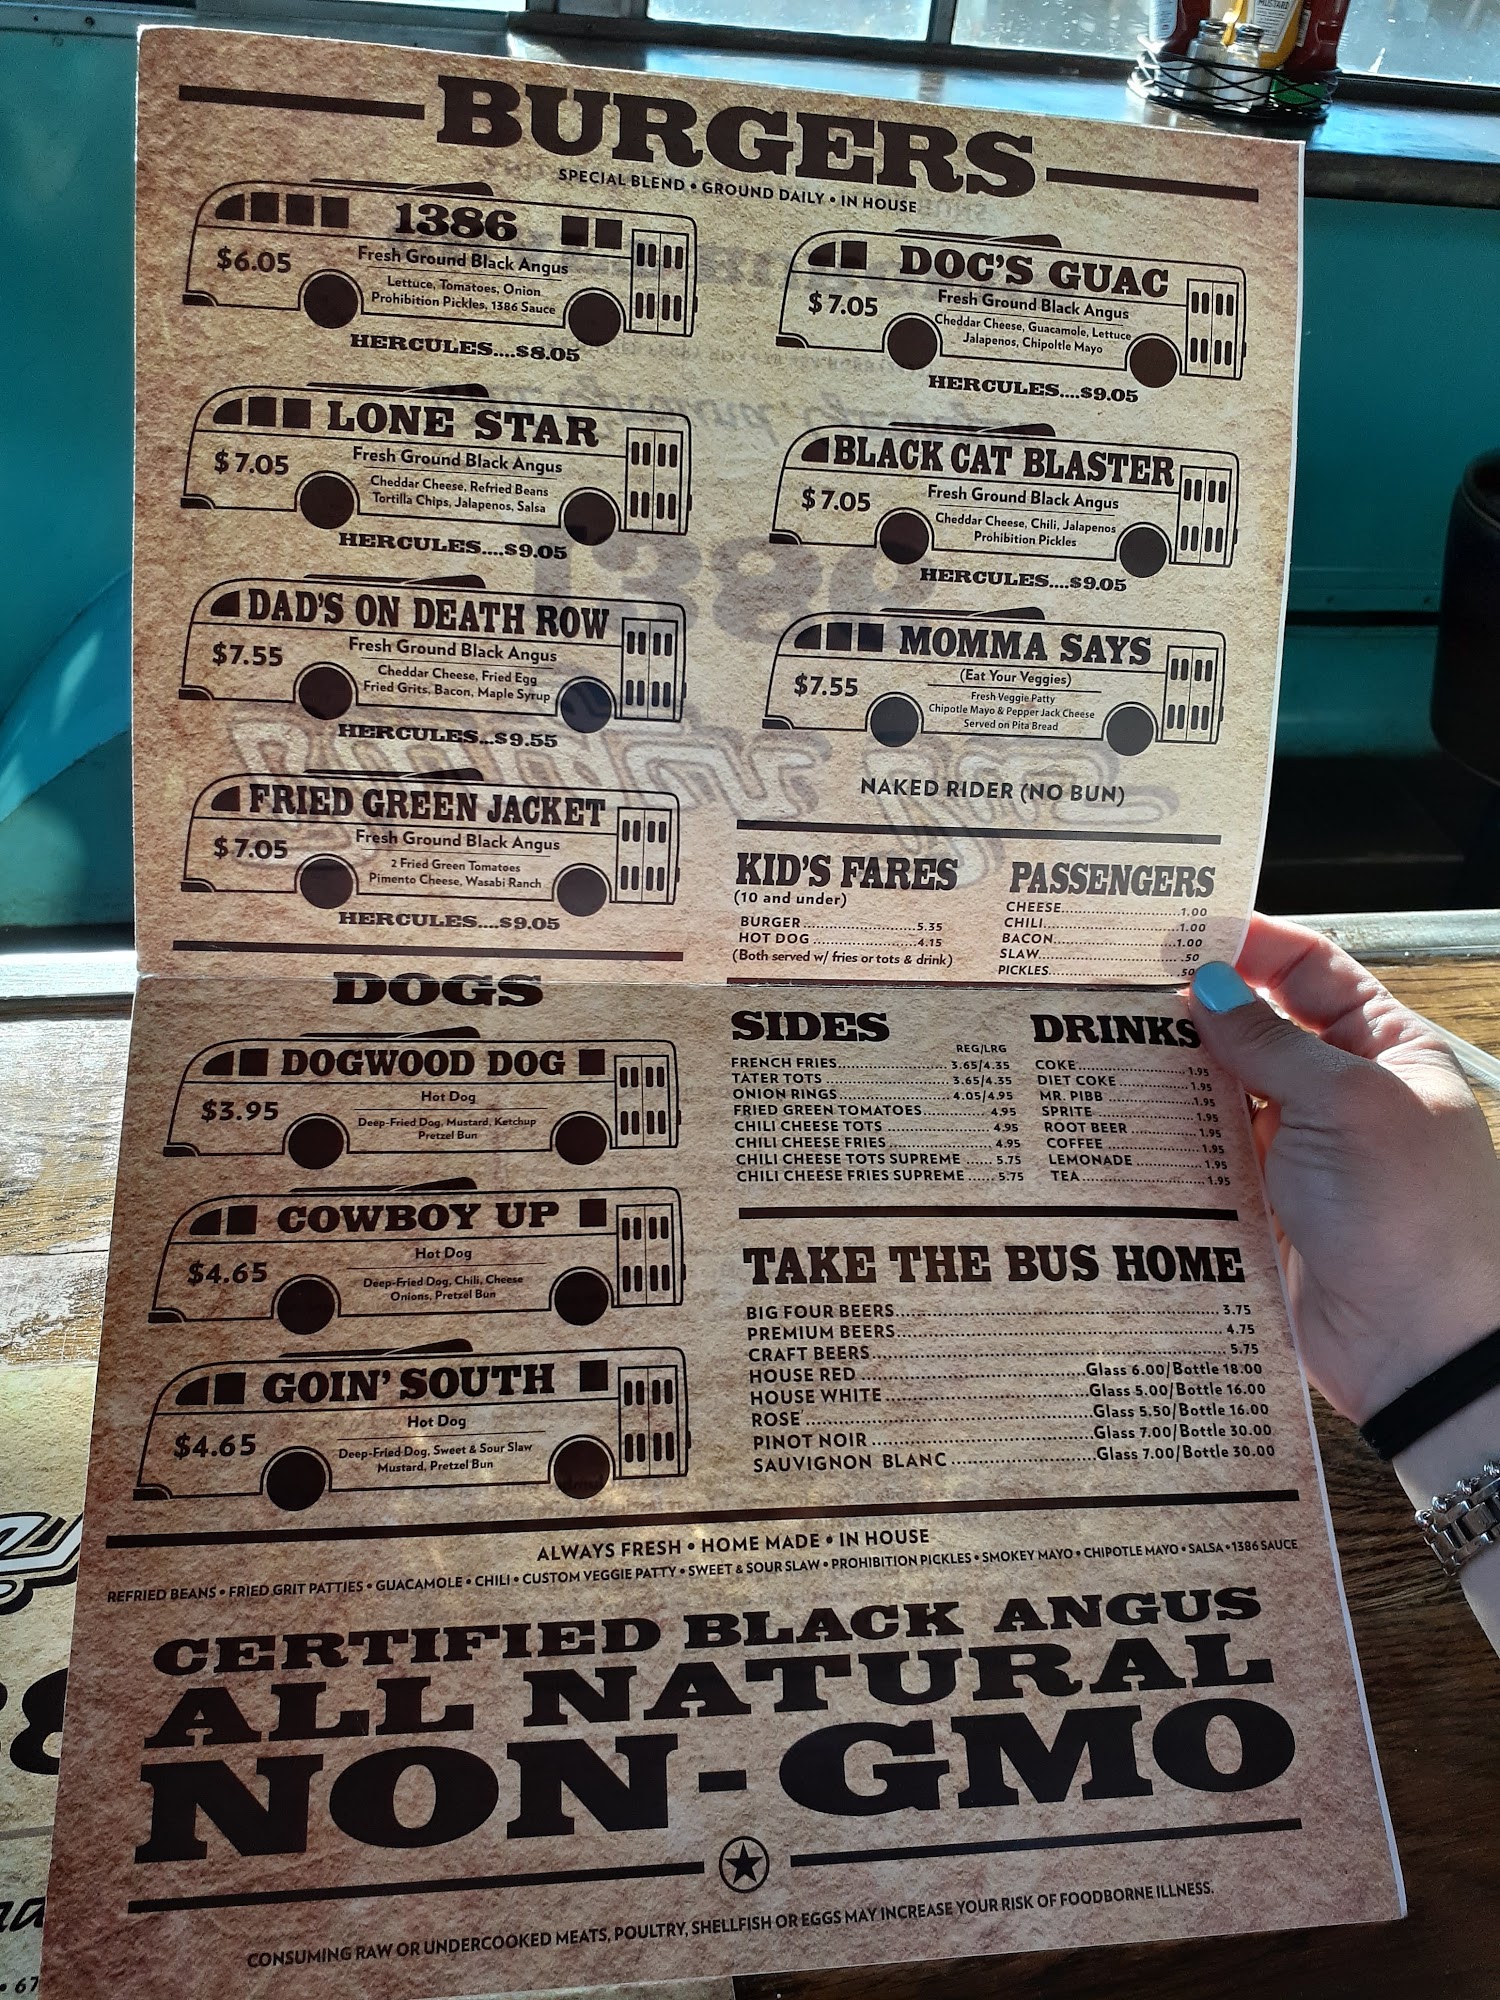 MUSTARD
BURGERS
SPECIAL BLEND • GROUND DAILY • IN HOUSE
1386
$6.05
Fresh Ground Black Angus
Lettuce, Tomatoes, Onion
Prohibition Pickles, 1386 Sauce
HERCULES....$8.05
LONE STAR
$7.05
Fresh Ground Black Angus
Cheddar Cheese, Refried Beans
Tortilla Chips, Jalapenos, Salsa
HERCULES....$9.05
DAD'S ON DEATH ROW
$7.55
Fresh Ground Black Angus
Cheddar Cheese, Fried Egg
Fried Grits, Bacon, Maple Syrup
HERCULES...$9.55
FRIED GREEN JACKET
$7.05
Fresh Ground Black Angus
2 Fried Green Tomatoes
Pimento Cheese, Wasabi Ranch
HERCULES....$9.05
DOC'S GUAC
$7.05
Fresh Ground Black Angus
Cheddar Cheese, Guacamole, Lettuce
Jalapenos, Chipoltle Mayo
HERCULES....$9.05
BLACK CAT BLASTER
$7.05
Fresh Ground Black Angus
Cheddar Cheese, Chili, Jalapenos
Prohibition Pickles
HERCULES....$9.05
MOMMA SAYS
$7.55
(Eat Your Veggies)
Fresh Veggie Patty
Chipotle Mayo & Pepper Jack Cheese
Served on Pita Bread
NAKED RIDER (NO BUN)
KID'S FARES
(10 and under)
BURGER.....................5.35
HOT DOG....................4.15
(Both served w/ fries or tots & drink)
PASSENGERS
CHEESE......................1.00
CHILI.......................1.00
BACON.......................1.00
SLAW........................50
PICKLES.....................50
DOGS
DOGWOOD DOG
$3.95
Hot Dog
Deep-Fried Dog, Mustard, Ketchup
Pretzel Bun
COWBOY UP
$4.65
Hot Dog
Deep-Fried Dog, Chili, Cheese
Onions, Pretzel Bun
GOIN' SOUTH
$4.65
Hot Dog
Deep-Fried Dog, Sweet & Sour Slaw
Mustard, Pretzel Bun
SIDES
REG/LRG
FRENCH FRIES.................... 3.65/4.35
TATER TOTS ..................... 3.65/4.35
ONION RINGS..................... 4.05/4.95
FRIED GREEN TOMATOES............ 4.95
CHILI CHEESE TOTS .............. 4.95
CHILI CHEESE FRIES ............. 4.95
CHILI CHEESE TOTS SUPREME ...... 5.75
CHILI CHEESE FRIES SUPREME ..... 5.75
DRINKS
COKE.......................1.95
DIET COKE .................1.95
MR. PIBB ..................1.95
SPRITE ....................1.95
ROOT BEER .................1.95
COFFEE ....................1.95
LEMONADE ..................1.95
TEA........................1.95
TAKE THE BUS HOME
BIG FOUR BEERS.................................... 3.75
PREMIUM BEERS..................................... 4.75
CRAFT BEERS....................................... 5.75
HOUSE RED ........................Glass 6.00/Bottle 18.00
HOUSE WHITE.......................Glass 5.00/Bottle 16.00
ROSE .............................Glass 5.50/Bottle 16.00
PINOT NOIR .......................Glass 7.00/Bottle 30.00
SAUVIGNON BLANC ..................Glass 7.00/Bottle 30.00
ALWAYS FRESH • HOME MADE • IN HOUSE
REFRIED BEANS • FRIED GRIT PATTIES • GUACAMOLE • CHILI • CUSTOM VEGGIE PATTY • SWEET & SOUR SLAW • PROHIBITION PICKLES • SMOKEY MAYO • CHIPOTLE MAYO • SALSA • 1386 SAUCE
CERTIFIED BLACK ANGUS
ALL NATURAL
NON-GMO
CONSUMING RAW OR UNDERCOOKED MEATS, POULTRY, SHELLFISH OR EGGS MAY INCREASE YOUR RISK OF FOODBORNE ILLNESS.
• 67